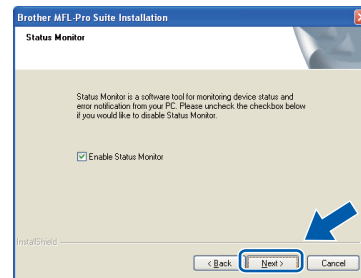 Brother MFL-Pro Suite Installation
Status Monitor
Status Monitor is a software tool for monitoring device status and
error notification from your PC. Please uncheck the checkbox below
if you would like to disable Status Monitor.
Enable Status Monitor
InstallShield
< Back
Next >
Cancel